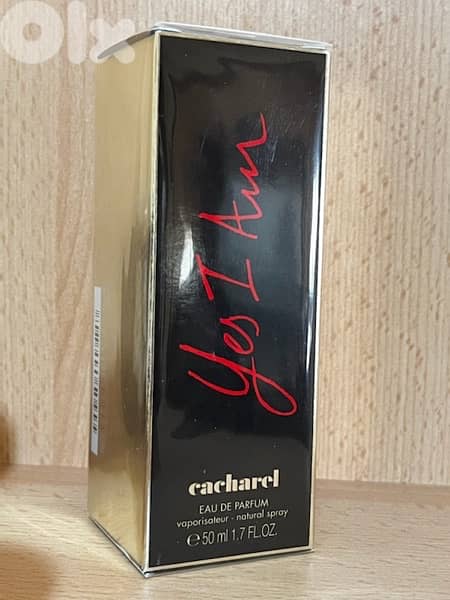 OLX
Yes I Am
cacharel
EAU DE PARFUM
vaporisateur - natural spray
℮ 50 ml 1.7 FL.OZ.